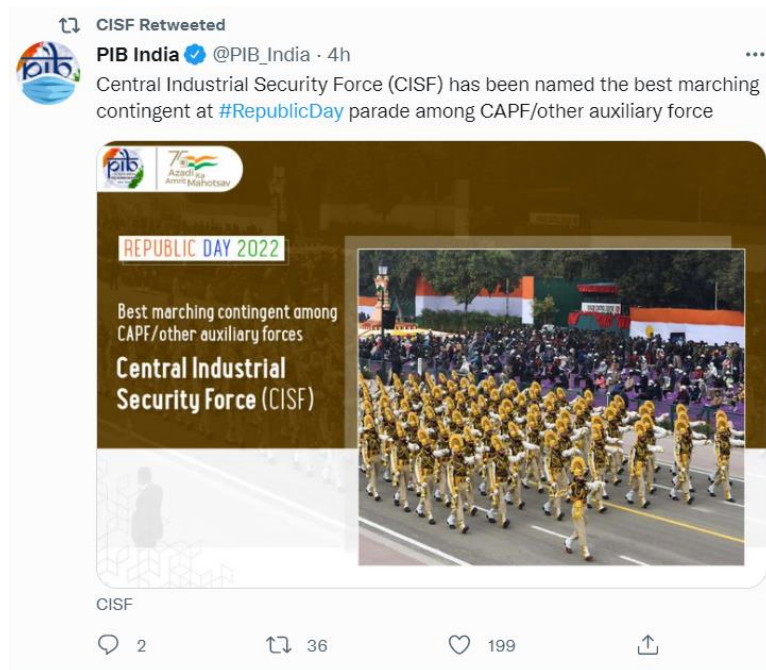 CISF Retweeted
PIB India @PIB_India · 4h
Central Industrial Security Force (CISF) has been named the best marching
contingent at #RepublicDay parade among CAPF/other auxiliary force
pib
Azadi Ka
Amrit Mahotsav
REPUBLIC DAY 2022
Best marching contingent among
CAPF/other auxiliary forces
Central Industrial
Security Force (CISF)
CISF
2 36 199